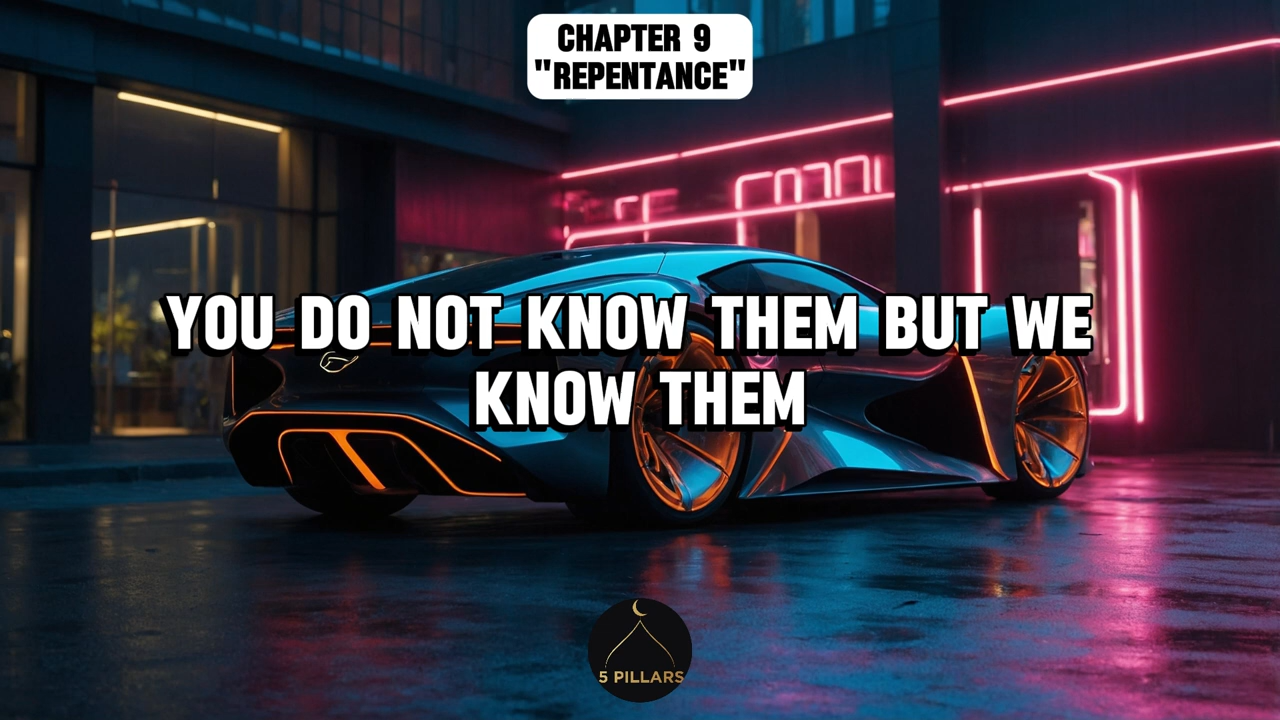 CHAPTER 9
"REPENTANCE"
YOU DO NOT KNOW THEM BUT WE
KNOW THEM
5 PILLARS